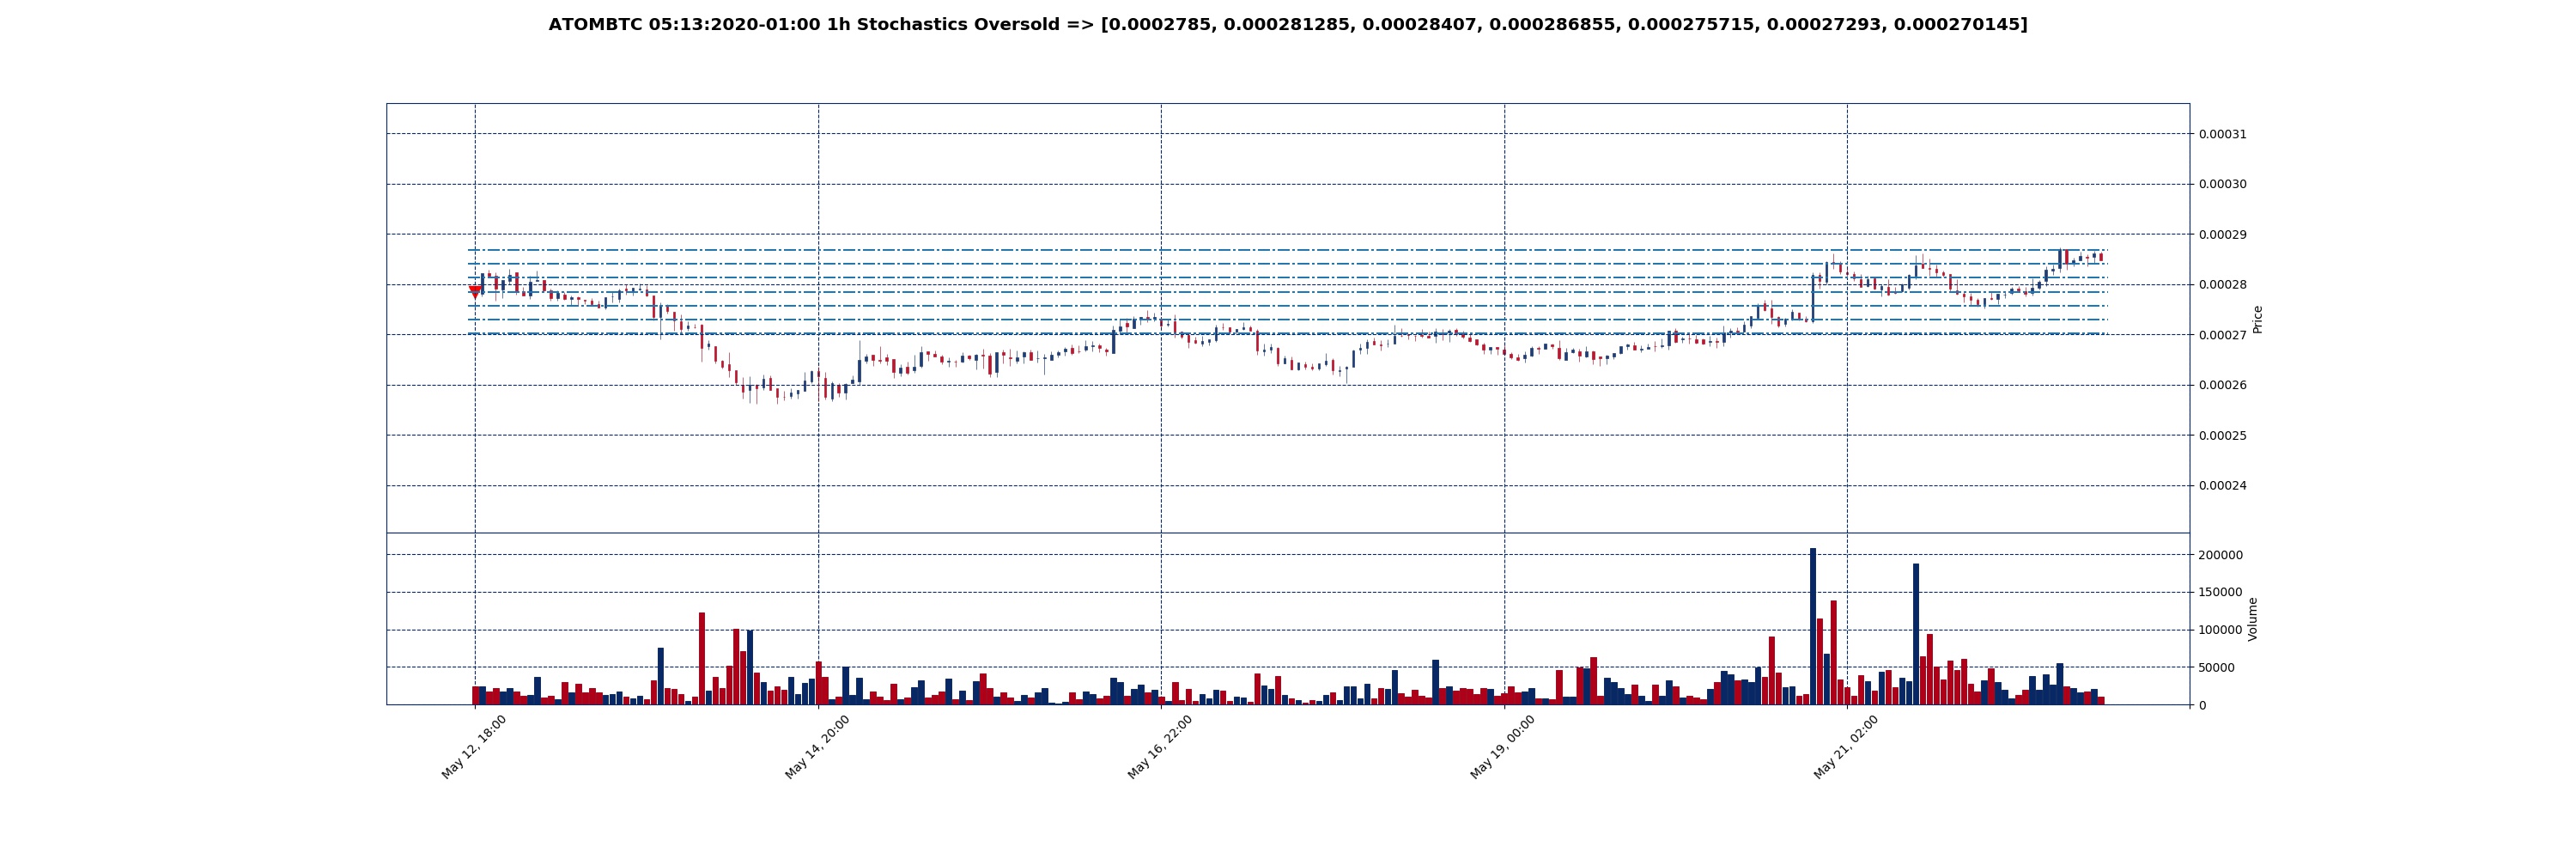 ATOMBTC 05:13:2020-01:00 1h Stochastics Oversold => [0.0002785, 0.000281285, 0.00028407, 0.000286855, 0.000275715, 0.00027293, 0.000270145]
0.00031
0.00030
0.00029
0.00028
0.00027
0.00026
0.00025
0.00024
Price
200000
150000
100000
50000
0
Volume
May 12, 18:00
May 14, 20:00
May 16, 22:00
May 19, 00:00
May 21, 02:00